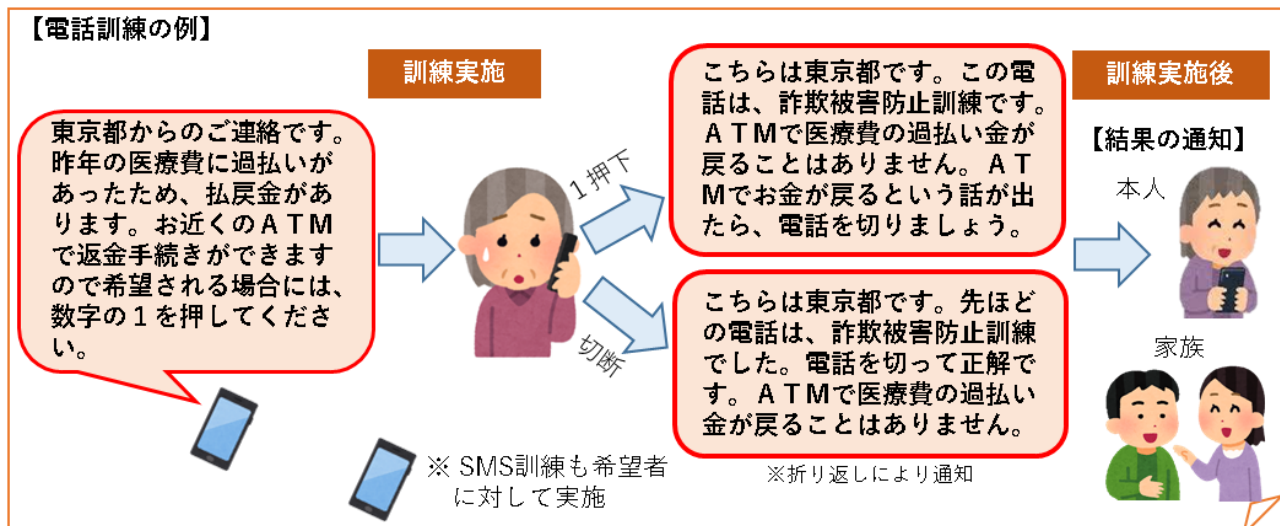 【電話訓練の例】
訓練実施
東京都からのご連絡です。
昨年の医療費に過払いが
あったため、払戻金があ
ります。お近くのＡＴＭ
で返金手続きができます
ので希望される場合には、
数字の１を押してくださ
い。
１押下
切断
こちらは東京都です。この電
話は、詐欺被害防止訓練です。
ＡＴＭで医療費の過払い金が
戻ることはありません。ＡＴ
Ｍでお金が戻るという話が出
たら、電話を切りましょう。
こちらは東京都です。先ほど
の電話は、詐欺被害防止訓練
でした。電話を切って正解で
す。ＡＴＭで医療費の過払い
金が戻ることはありません。
※折り返しにより通知
※ SMS訓練も希望者
に対して実施
訓練実施後
【結果の通知】
本人
家族